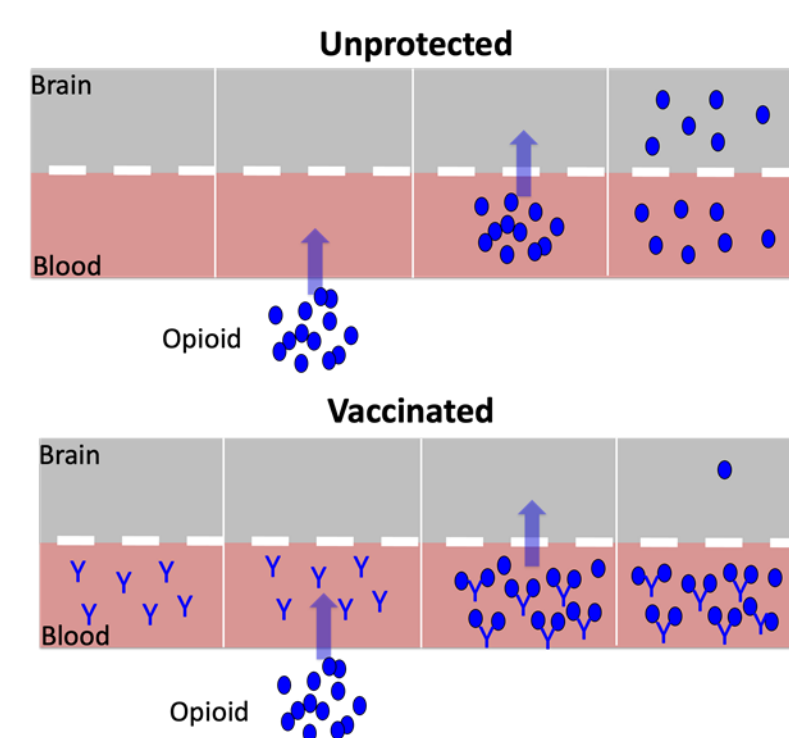 Unprotected
Brain
Blood
Opioid
Vaccinated
Brain
Blood
Opioid